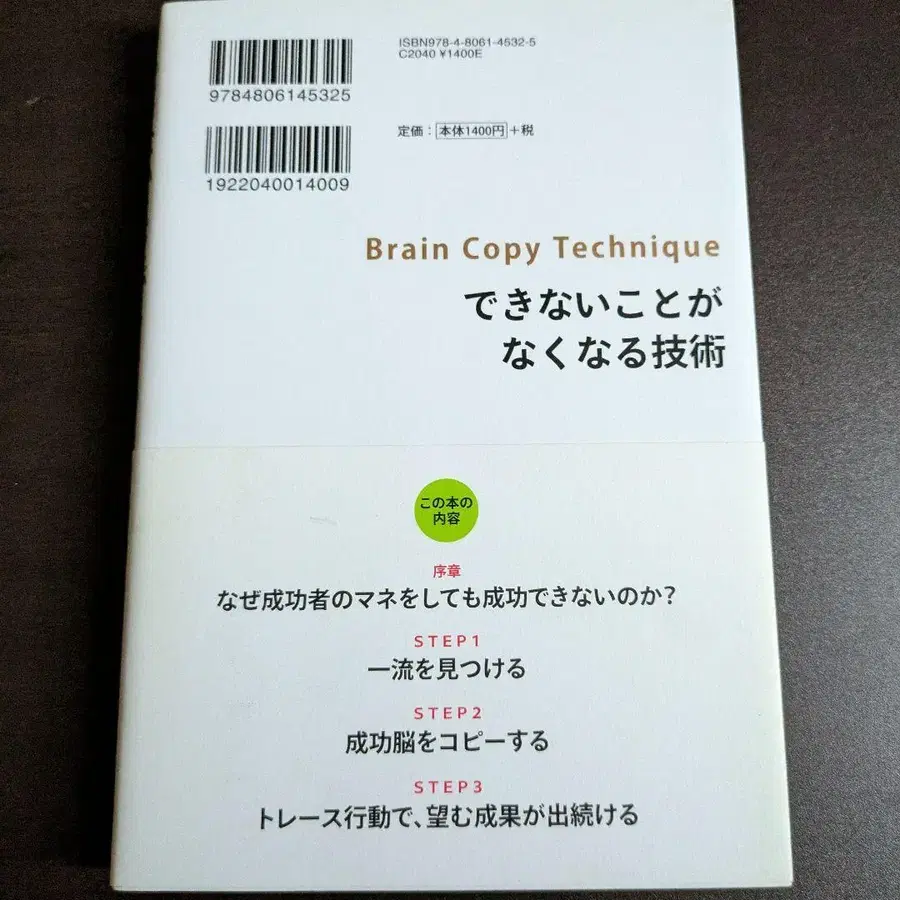 9784806145325
ISBN978-4-8061-4532-5
C2040 ¥1400E
1922040014009
定価：本体1400円+税
Brain Copy Technique
できないことが
なくなる技術
この本の
内容
序章
なぜ成功者のマネをしても成功できないのか？
STEP1
一流を見つける
STEP2
成功脳をコピーする
STEP3
トレース行動で、望む成果が出続ける